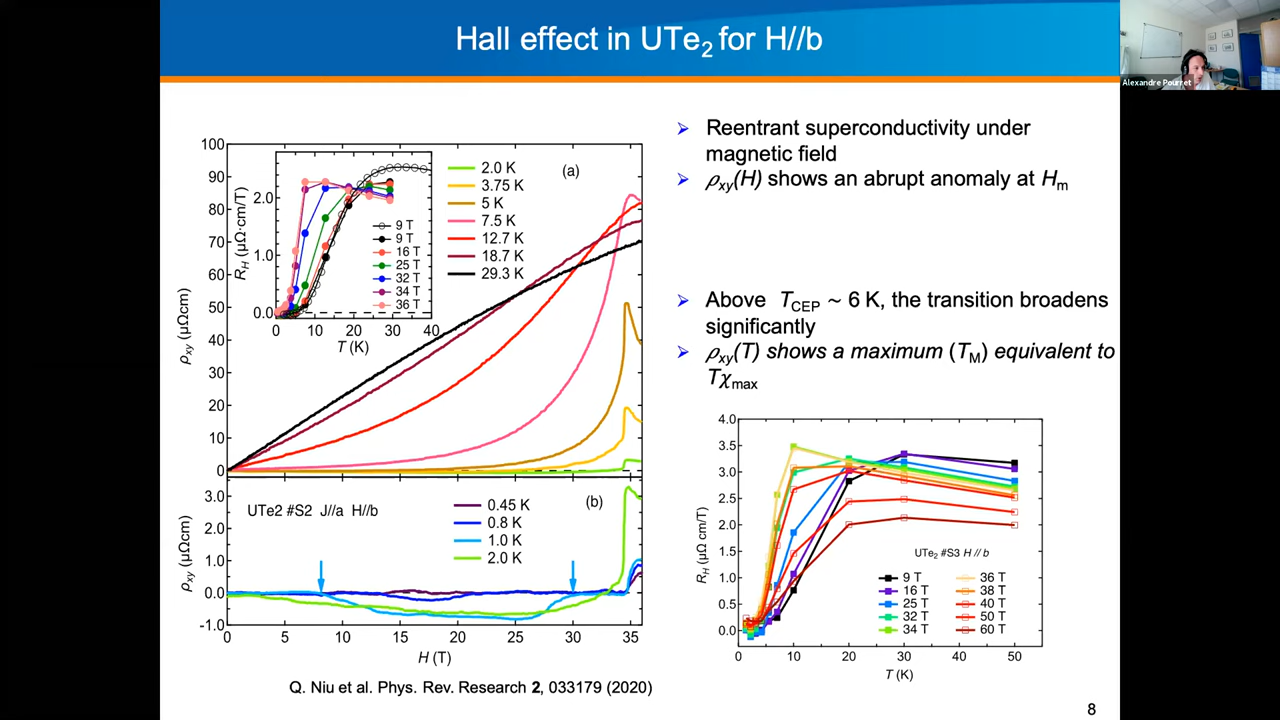 Hall effect in UTe2 for H//b
Alexandre Pourret
Reentrant superconductivity under
magnetic field
ρxy(H) shows an abrupt anomaly at Hm
Above TCEP ~ 6 K, the transition broadens
significantly
ρxy(T) shows a maximum (TM) equivalent to
Tχmax
100
90
80
70
60
50
40
30
20
10
0
ρxy (μΩcm)
(a)
2.0 K
3.75 K
5 K
7.5 K
12.7 K
18.7 K
29.3 K
2.0
1.0
0.0
RH (μΩ·cm/T)
9 T
9 T
16 T
25 T
32 T
34 T
36 T
0 10 20 30 40
T (K)
3.0
2.0
1.0
0.0
-1.0
ρxy (μΩcm)
UTe2 #S2 J//a H//b
(b)
0.45 K
0.8 K
1.0 K
2.0 K
0 5 10 15 20 25 30 35
H (T)
4.0
3.5
3.0
2.5
2.0
1.5
1.0
0.5
0.0
RH (μΩ cm/T)
UTe2 #S3 H // b
9 T 36 T
16 T 38 T
25 T 40 T
32 T 50 T
34 T 60 T
0 10 20 30 40 50
T (K)
Q. Niu et al. Phys. Rev. Research 2, 033179 (2020)
8